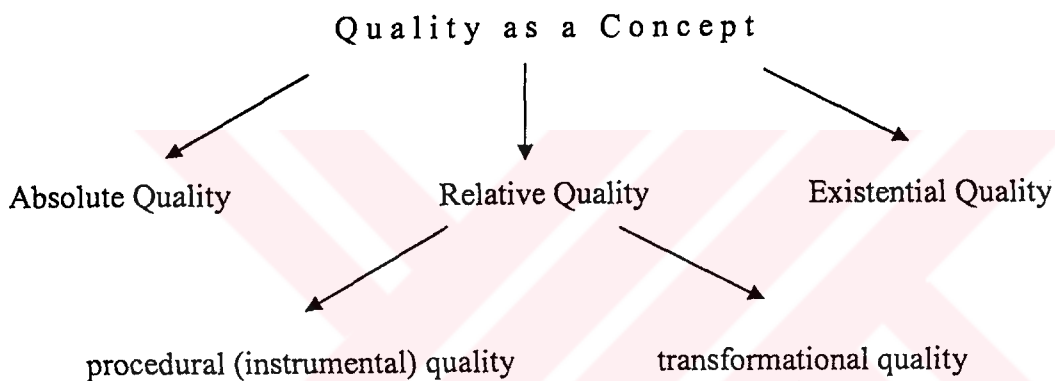 Quality as a Concept
Absolute Quality Relative Quality Existential Quality
procedural (instrumental) quality transformational quality